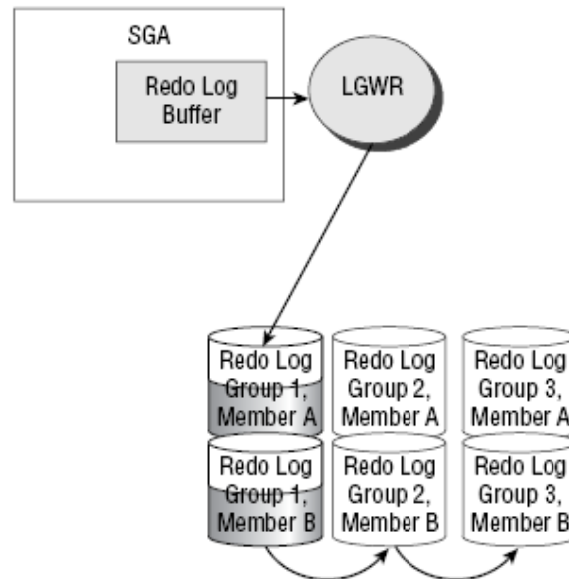 SGA
Redo Log
Buffer
LGWR
Redo Log
Group 1,
Member A
Redo Log
Group 2,
Member A
Redo Log
Group 3,
Member A
Redo Log
Group 1,
Member B
Redo Log
Group 2,
Member B
Redo Log
Group 3,
Member B